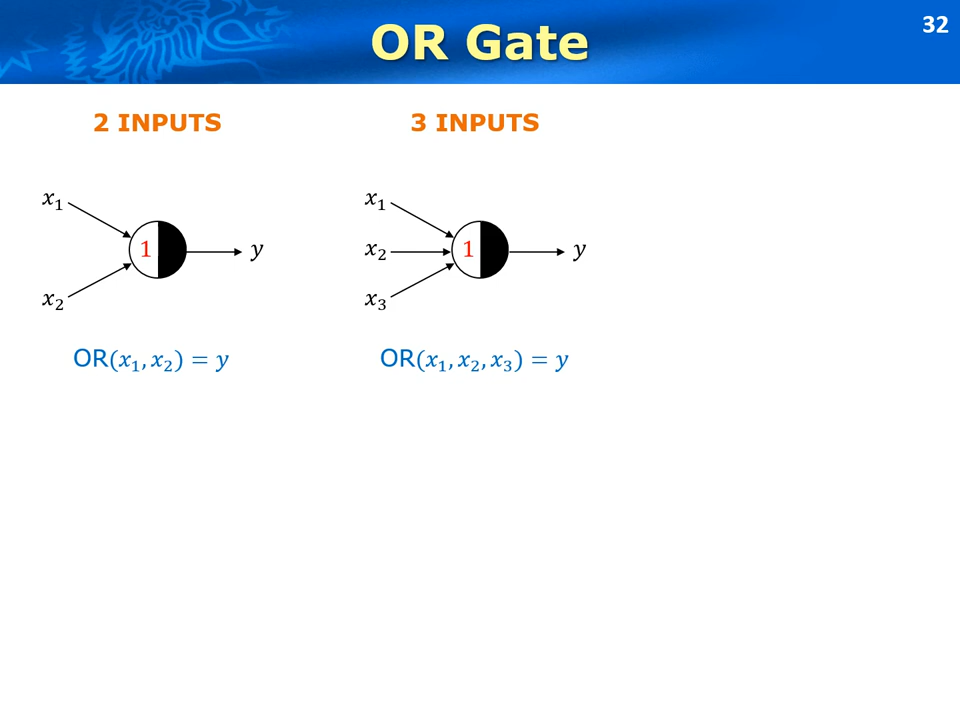 OR Gate
32
2 INPUTS
3 INPUTS
x₁
x₂
1
y
OR(x₁, x₂) = y
x₁
x₂
x₃
1
y
OR(x₁, x₂, x₃) = y